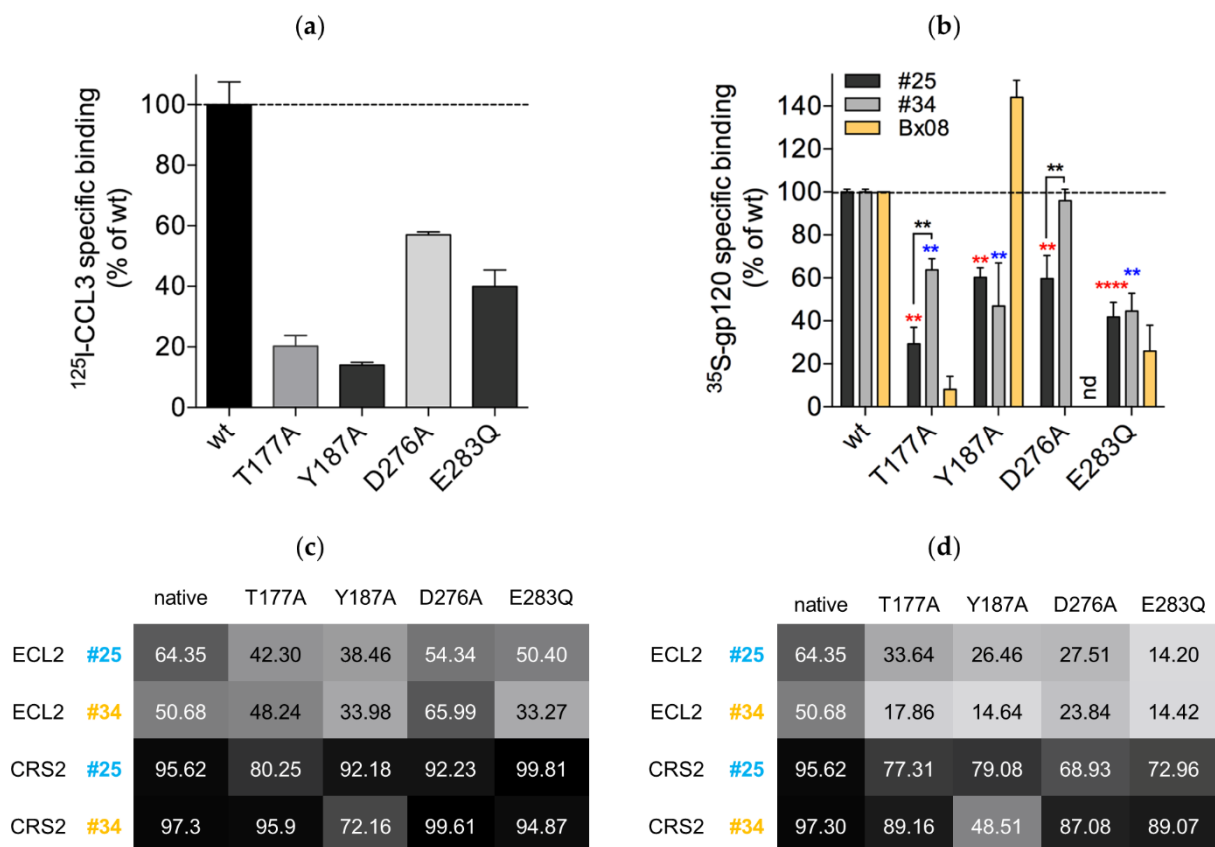 (a)
¹²⁵I-CCL3 specific binding
(% of wt)
100
80
60
40
20
0
wt
T177A
Y187A
D276A
E283Q
(b)
³⁵S-gp120 specific binding
(% of wt)
140
120
100
80
60
40
20
0
#25
#34
Bx08
**
**
**
**
**
**
**
nd
****
**
wt
T177A
Y187A
D276A
E283Q
(c)
native T177A Y187A D276A E283Q
ECL2 #25 64.35 42.30 38.46 54.34 50.40
ECL2 #34 50.68 48.24 33.98 65.99 33.27
CRS2 #25 95.62 80.25 92.18 92.23 99.81
CRS2 #34 97.3 95.9 72.16 99.61 94.87
(d)
native T177A Y187A D276A E283Q
ECL2 #25 64.35 33.64 26.46 27.51 14.20
ECL2 #34 50.68 17.86 14.64 23.84 14.42
CRS2 #25 95.62 77.31 79.08 68.93 72.96
CRS2 #34 97.30 89.16 48.51 87.08 89.07